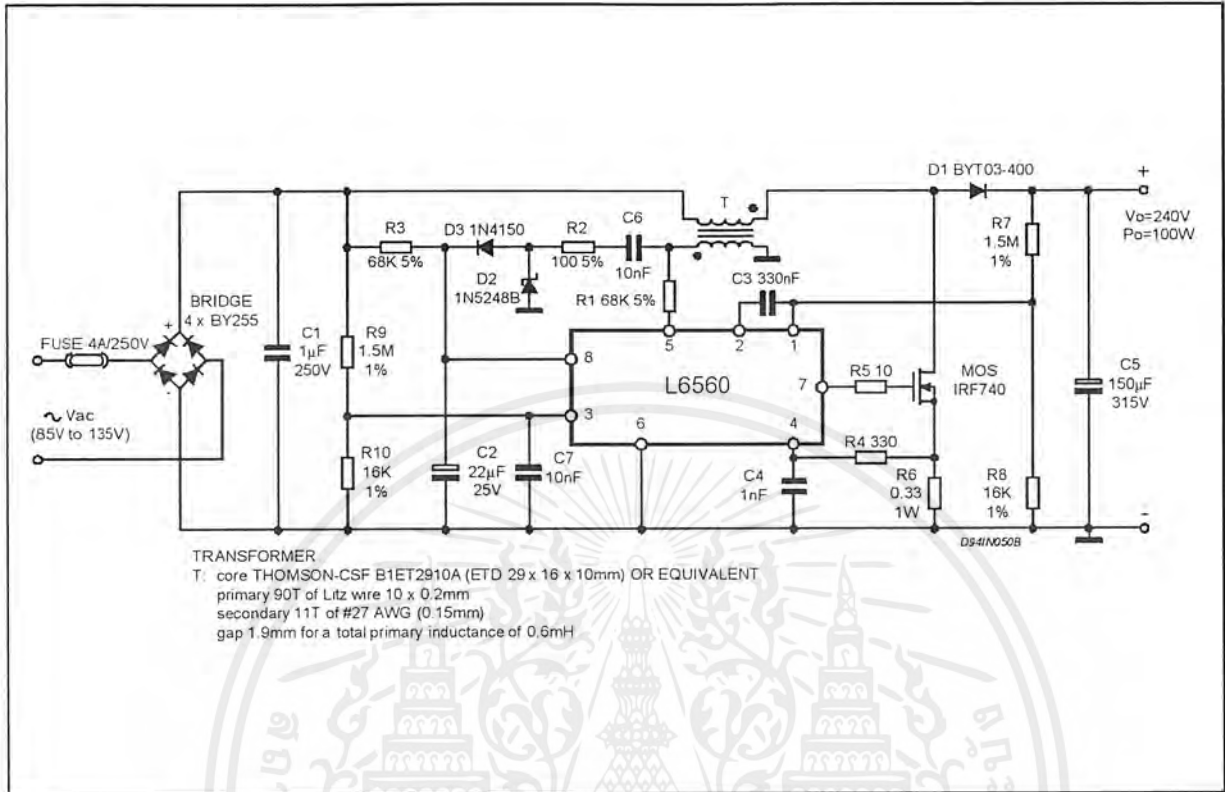 D1 BYT03-400
+
T
Vo=240V
Po=100W
R7
1.5M
1%
R3
68K 5%
D3 1N4150
R2
100 5%
C6
10nF
D2
1N5248B
R1 68K 5%
C3 330nF
BRIDGE
4 x BY255
+
-
FUSE 4A/250V
C1
1µF
250V
R9
1.5M
1%
8
5
2
1
L6560
7
3
6
4
R5 10
MOS
IRF740
C5
150µF
315V
~ Vac
(85V to 135V)
R10
16K
1%
C2
22µF
25V
C7
10nF
C4
1nF
R4 330
R6
0.33
1W
R8
16K
1%
-
D94IN050B
TRANSFORMER
T: core THOMSON-CSF B1ET2910A (ETD 29 x 16 x 10mm) OR EQUIVALENT
primary 90T of Litz wire 10 x 0.2mm
secondary 11T of #27 AWG (0.15mm)
gap 1.9mm for a total primary inductance of 0.6mH